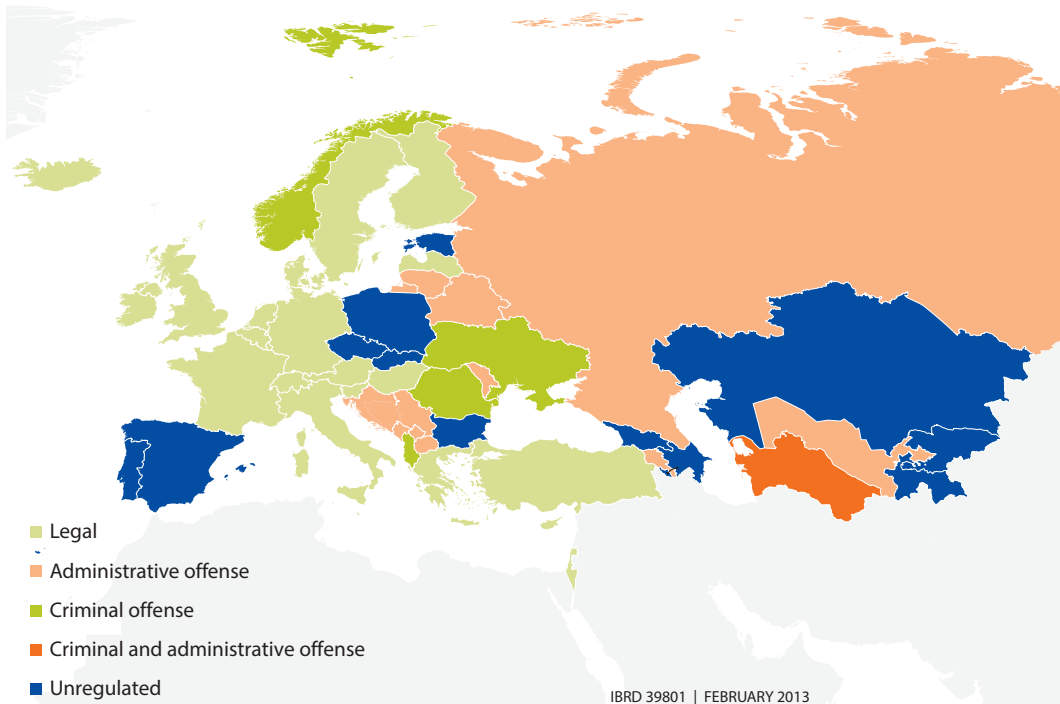 Legal
Administrative offense
Criminal offense
Criminal and administrative offense
Unregulated
IBRD 39801 | FEBRUARY 2013